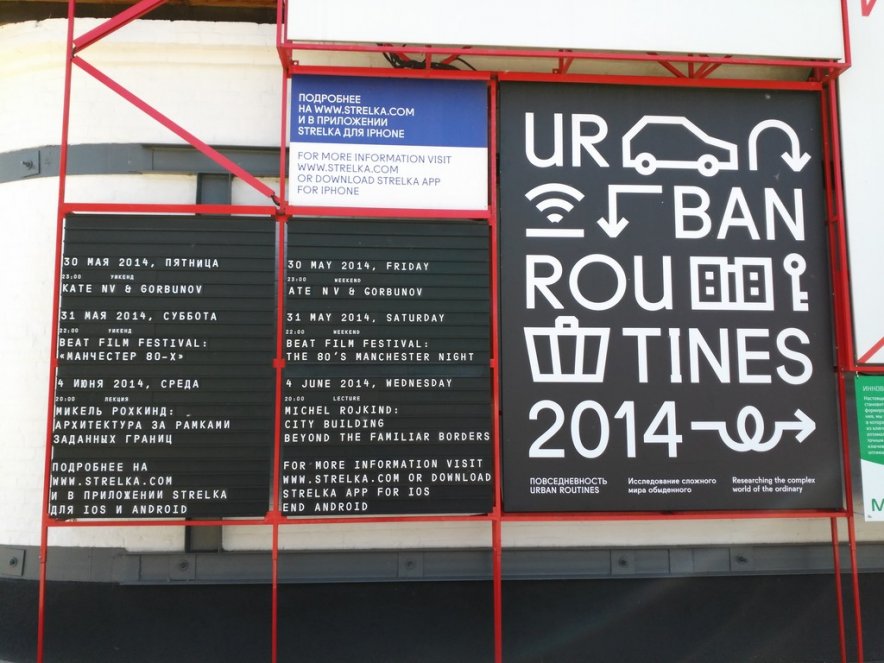 ПОДРОБНЕЕ
НА WWW.STRELKA.COM
И В ПРИЛОЖЕНИИ
STRELKA ДЛЯ IPHONE
FOR MORE INFORMATION VISIT
WWW.STRELKA.COM
OR DOWNLOAD STRELKA APP
FOR IPHONE
30 МАЯ 2014, ПЯТНИЦА
23:00 УИКЕНД
KATE NV & GORBUNOV
31 МАЯ 2014, СУББОТА
22:00 УИКЕНД
BEAT FILM FESTIVAL:
«МАНЧЕСТЕР 80-Х»
4 ИЮНЯ 2014, СРЕДА
20:00 ЛЕКЦИЯ
МИКЕЛЬ РОХКИНД:
АРХИТЕКТУРА ЗА РАМКАМИ
ЗАДАННЫХ ГРАНИЦ
ПОДРОБНЕЕ НА
WWW.STRELKA.COM
И В ПРИЛОЖЕНИИ STRELKA
ДЛЯ IOS И ANDROID
30 MAY 2014, FRIDAY
23:00 WEEKEND
KATE NV & GORBUNOV
31 MAY 2014, SATURDAY
22:00 WEEKEND
BEAT FILM FESTIVAL:
THE 80'S MANCHESTER NIGHT
4 JUNE 2014, WEDNESDAY
20:00 LECTURE
MICHEL ROJKIND:
CITY BUILDING
BEYOND THE FAMILIAR BORDERS
FOR MORE INFORMATION VISIT
WWW.STRELKA.COM OR DOWNLOAD
STRELKA APP FOR IOS
END ANDROID
UR
BAN
ROU
TINES
2014
ПОВСЕДНЕВНОСТЬ
URBAN ROUTINES
Исследование сложного
мира обыденного
Researching the complex
world of the ordinary